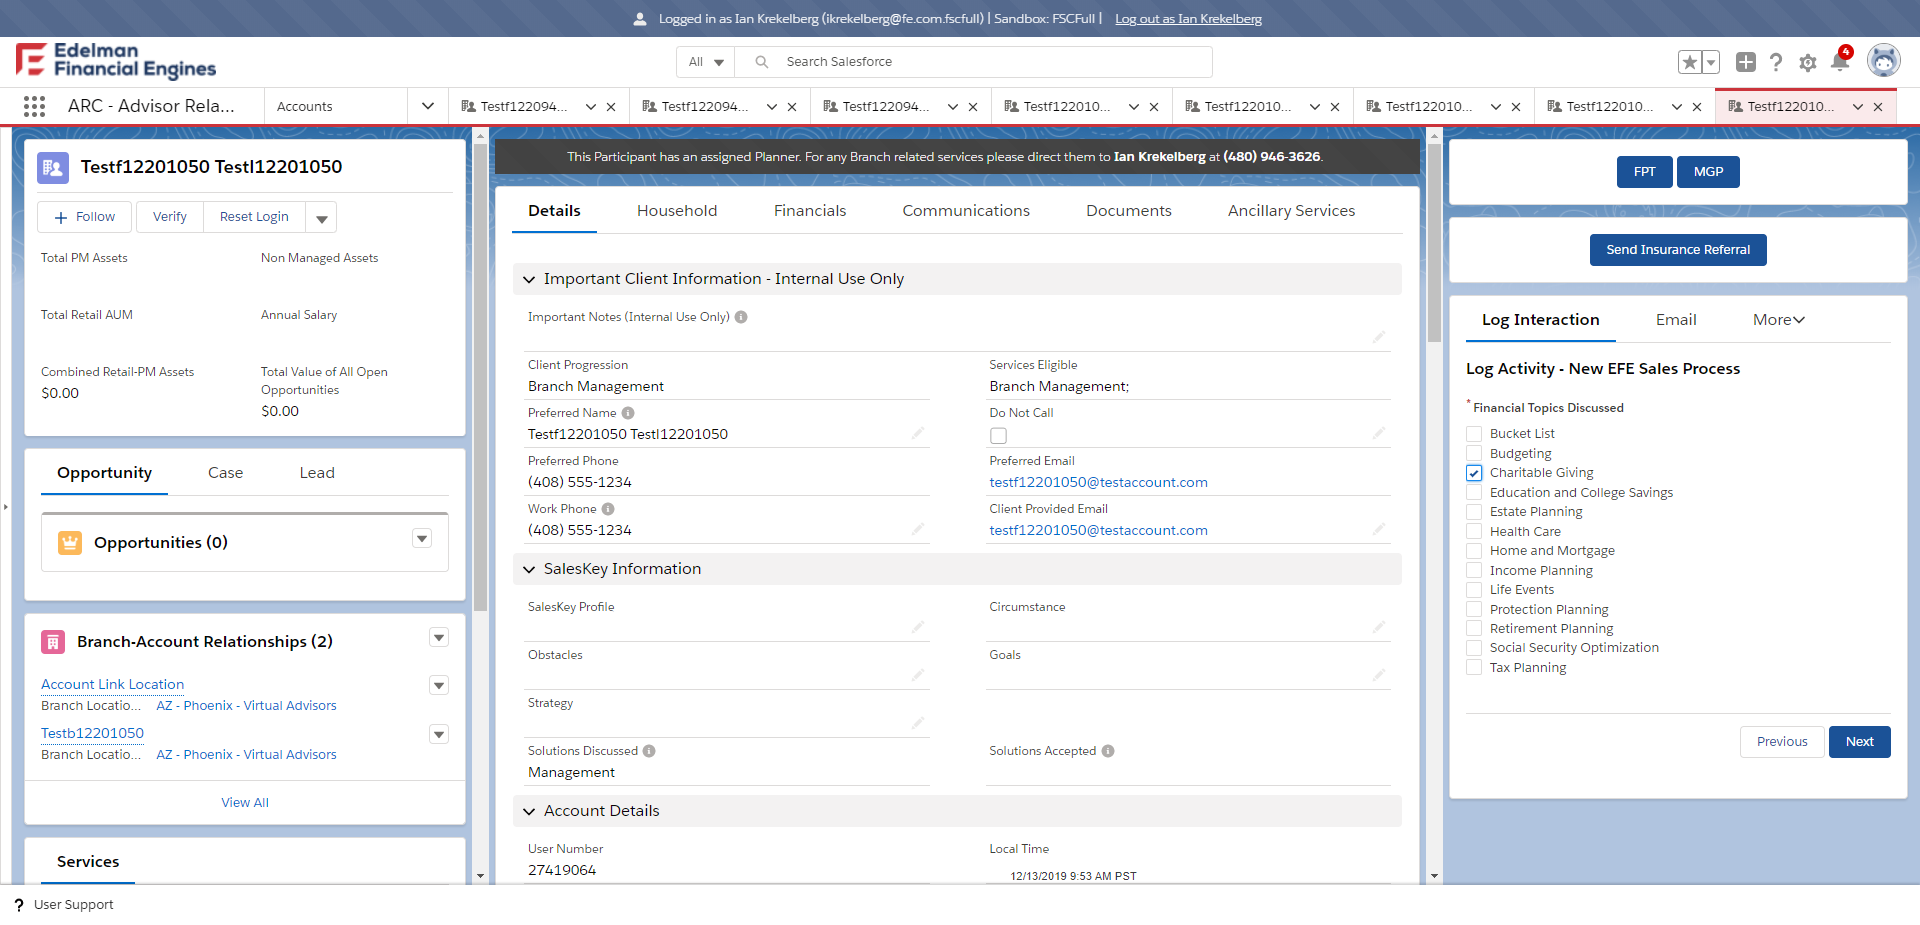 Logged in as Ian Krekelberg (ikrekelberg@fe.com.fscfull) | Sandbox: FSCFull | Log out as Ian Krekelberg
Edelman
Financial Engines
All
Search Salesforce
4
ARC - Advisor Rela...
Accounts
Testf122094...
Testf122094...
Testf122094...
Testf122010...
Testf122010...
Testf122010...
Testf122010...
Testf122010...
Testf12201050 Testl12201050
Follow
Verify
Reset Login
Total PM Assets
Non Managed Assets
Total Retail AUM
Annual Salary
Combined Retail-PM Assets
$0.00
Total Value of All Open
Opportunities
$0.00
Opportunity
Case
Lead
Opportunities (0)
Branch-Account Relationships (2)
Account Link Location
Branch Locatio... AZ - Phoenix - Virtual Advisors
Testb12201050
Branch Locatio... AZ - Phoenix - Virtual Advisors
View All
Services
This Participant has an assigned Planner. For any Branch related services please direct them to Ian Krekelberg at (480) 946-3626.
Details
Household
Financials
Communications
Documents
Ancillary Services
Important Client Information - Internal Use Only
Important Notes (Internal Use Only)
Client Progression
Branch Management
Services Eligible
Branch Management;
Preferred Name
Testf12201050 Testl12201050
Do Not Call
Preferred Phone
(408) 555-1234
Preferred Email
testf12201050@testaccount.com
Work Phone
(408) 555-1234
Client Provided Email
testf12201050@testaccount.com
SalesKey Information
SalesKey Profile
Circumstance
Obstacles
Goals
Strategy
Solutions Discussed
Management
Solutions Accepted
Account Details
User Number
27419064
Local Time
12/13/2019 9:53 AM PST
FPT
MGP
Send Insurance Referral
Log Interaction
Email
More
Log Activity - New EFE Sales Process
* Financial Topics Discussed
Bucket List
Budgeting
Charitable Giving
Education and College Savings
Estate Planning
Health Care
Home and Mortgage
Income Planning
Life Events
Protection Planning
Retirement Planning
Social Security Optimization
Tax Planning
Previous
Next
? User Support